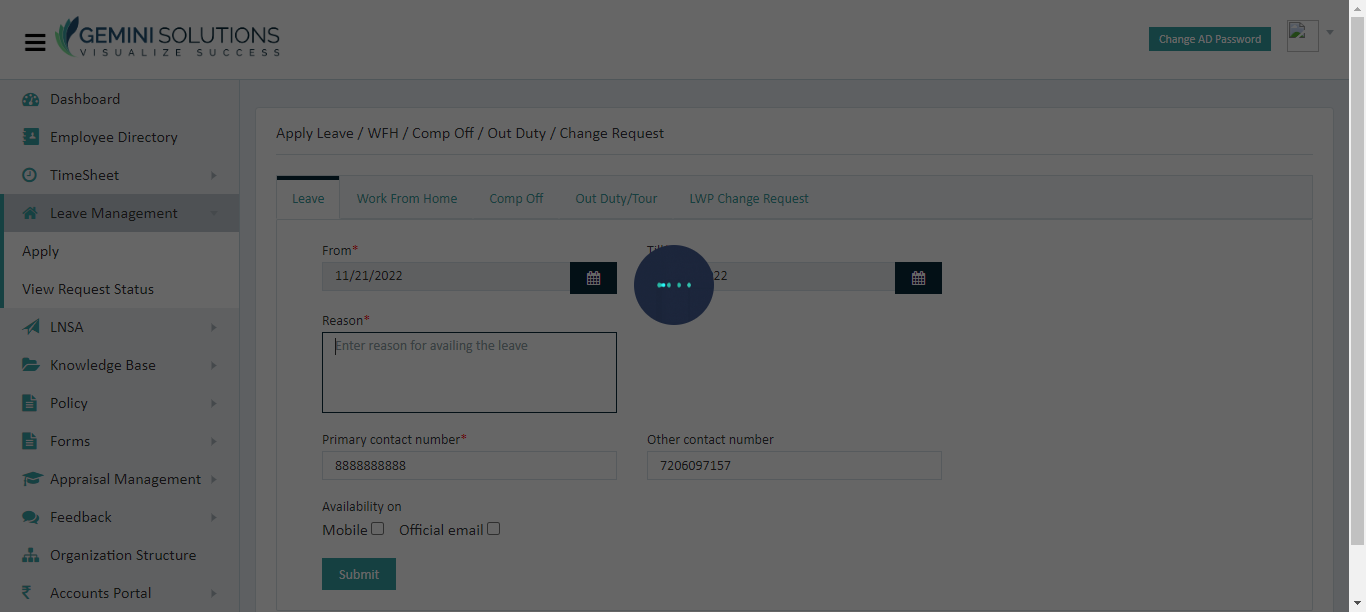 GEMINI SOLUTIONS
VISUALIZE SUCCESS
Change AD Password
Dashboard
Employee Directory
TimeSheet
Leave Management
Apply
View Request Status
LNSA
Knowledge Base
Policy
Forms
Appraisal Management
Feedback
Organization Structure
Accounts Portal
Apply Leave / WFH / Comp Off / Out Duty / Change Request
Leave Work From Home Comp Off Out Duty/Tour LWP Change Request
From*
11/21/2022
Reason*
Enter reason for availing the leave
Primary contact number* Other contact number
8888888888 7206097157
Availability on
Mobile Official email
Submit